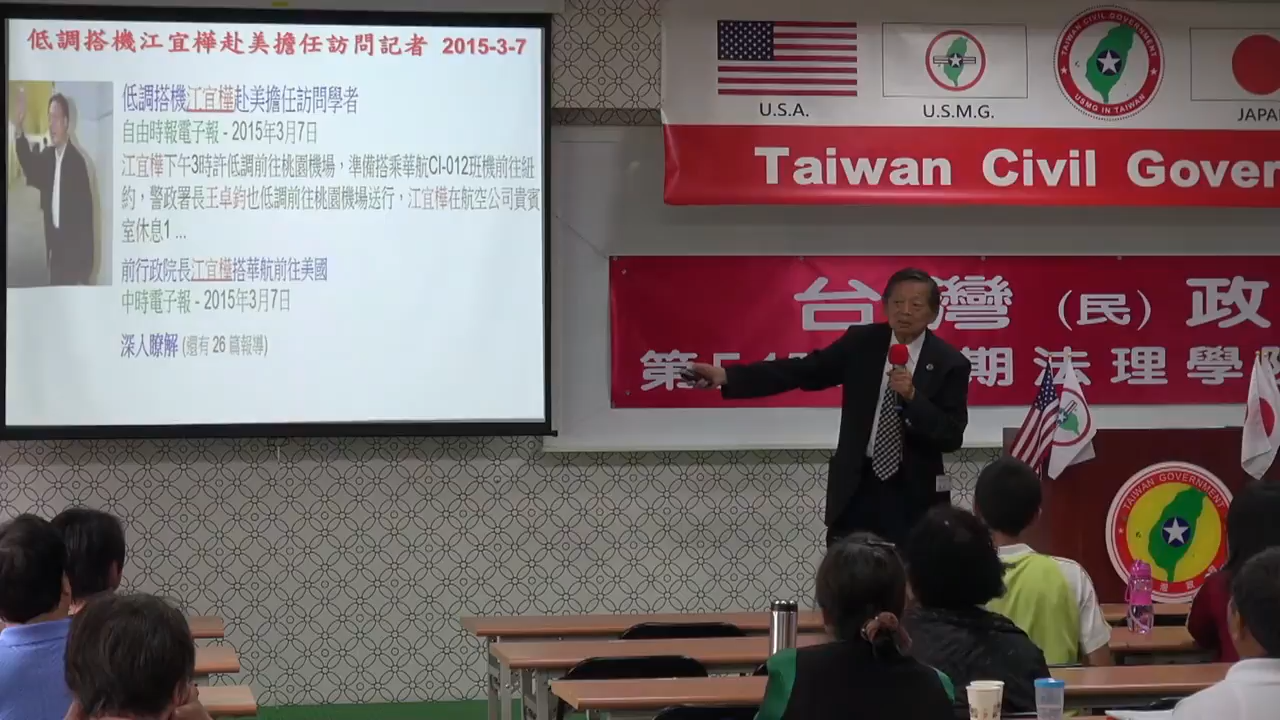 低調搭機江宜樺赴美擔任訪問記者 2015-3-7
低調搭機江宜樺赴美擔任訪問學者
自由時報電子報 - 2015年3月7日
江宜樺下午3時許低調前往桃園機場，準備搭乘華航CI-012班機前往紐
約，警政署長王卓鈞也低調前往桃園機場送行，江宜樺在航空公司貴賓
室休息1 ...
前行政院長江宜樺搭華航前往美國
中時電子報 - 2015年3月7日
深入瞭解 (還有 26 篇報導)
U.S.A.
U.S.M.G.
TAIWAN CIVIL GOVERNMENT
USMG IN TAIWAN
JAPA
Taiwan Civil Gover
台灣（民）政
第
期法理學
TAIWAN GOVERNMENT